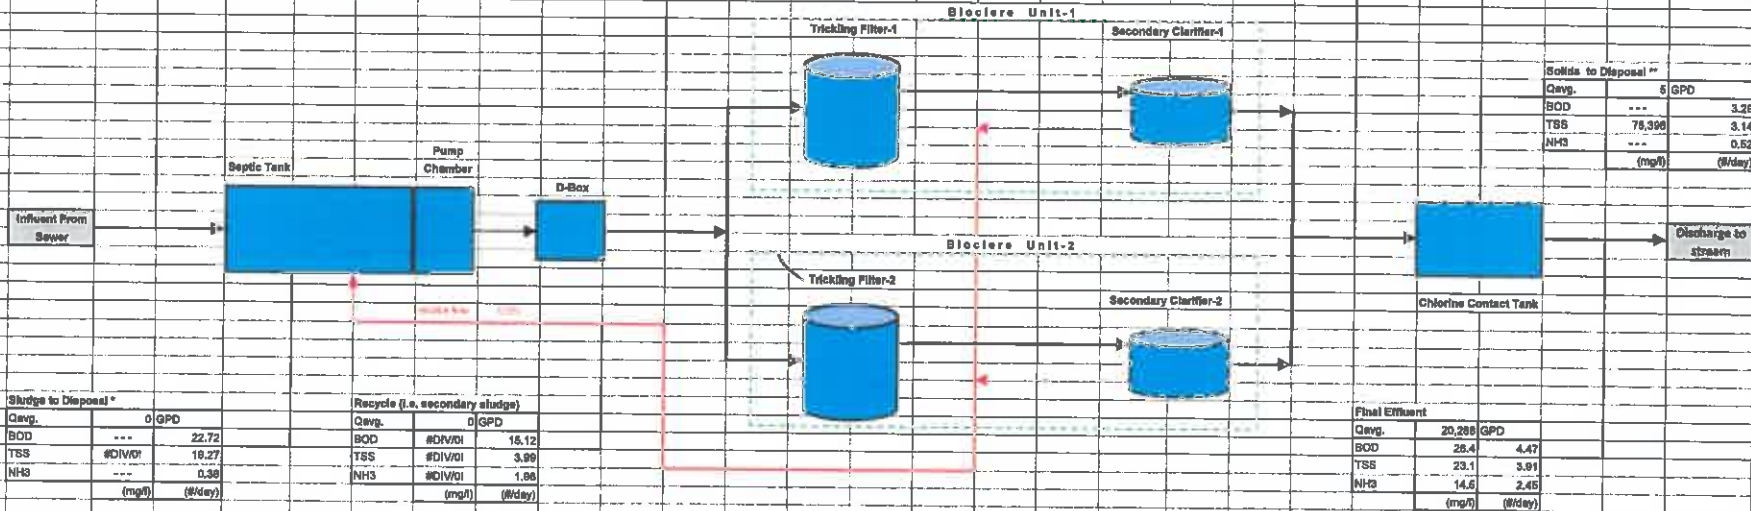 Bioclere Unit-1
Trickling Filter-1
Secondary Clarifier-1
Solids to Disposal **
Qavg. 5 GPD
BOD --- 3.28
TSS 75,396 3.14
NH3 --- 0.52
(mg/l) (#/day)
Pump
Chamber
Septic Tank
D-Box
Influent From
Sewer
Bioclere Unit-2
Discharge to
stream
Trickling Filter-2
Secondary Clarifier-2
Chlorine Contact Tank
Sludge to Disposal *
Qavg. 0 GPD
BOD --- 22.72
TSS #DIV/0! 18.27
NH3 --- 0.38
(mg/l) (#/day)
Recycle (i.e. secondary sludge)
Qavg. 0 GPD
BOD #DIV/0! 15.12
TSS #DIV/0! 3.99
NH3 #DIV/0! 1.96
(mg/l) (#/day)
Final Effluent
Qavg. 20,288 GPD
BOD 26.4 4.47
TSS 23.1 3.91
NH3 14.5 2.45
(mg/l) (#/day)